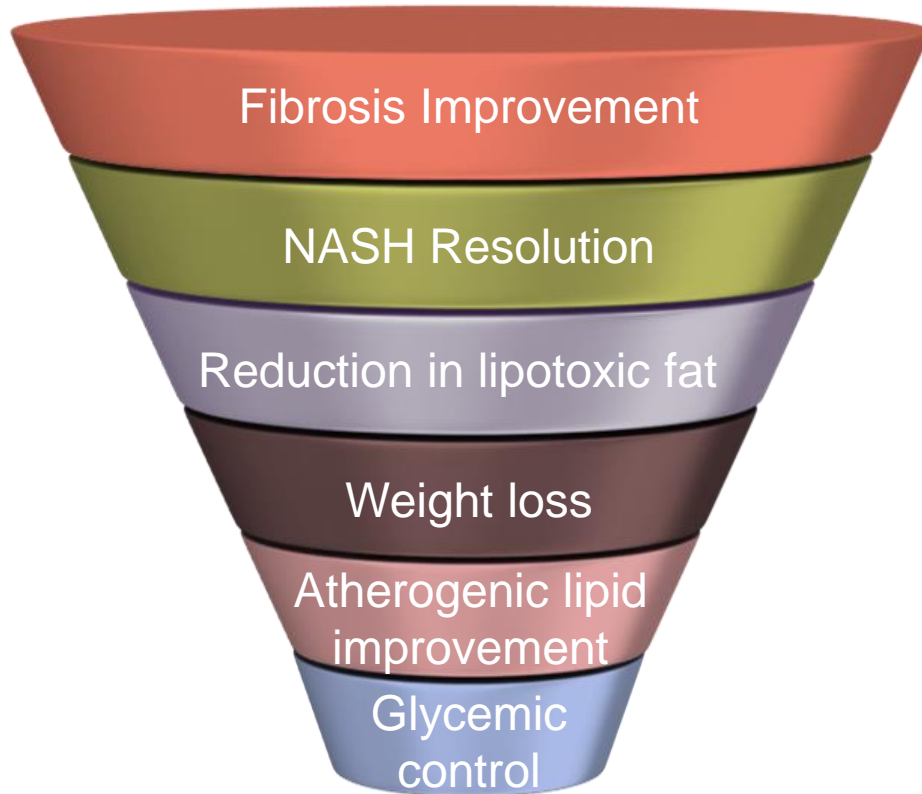 Fibrosis Improvement
NASH Resolution
Reduction in lipotoxic fat
Weight loss
Atherogenic lipid
improvement
Glycemic
control